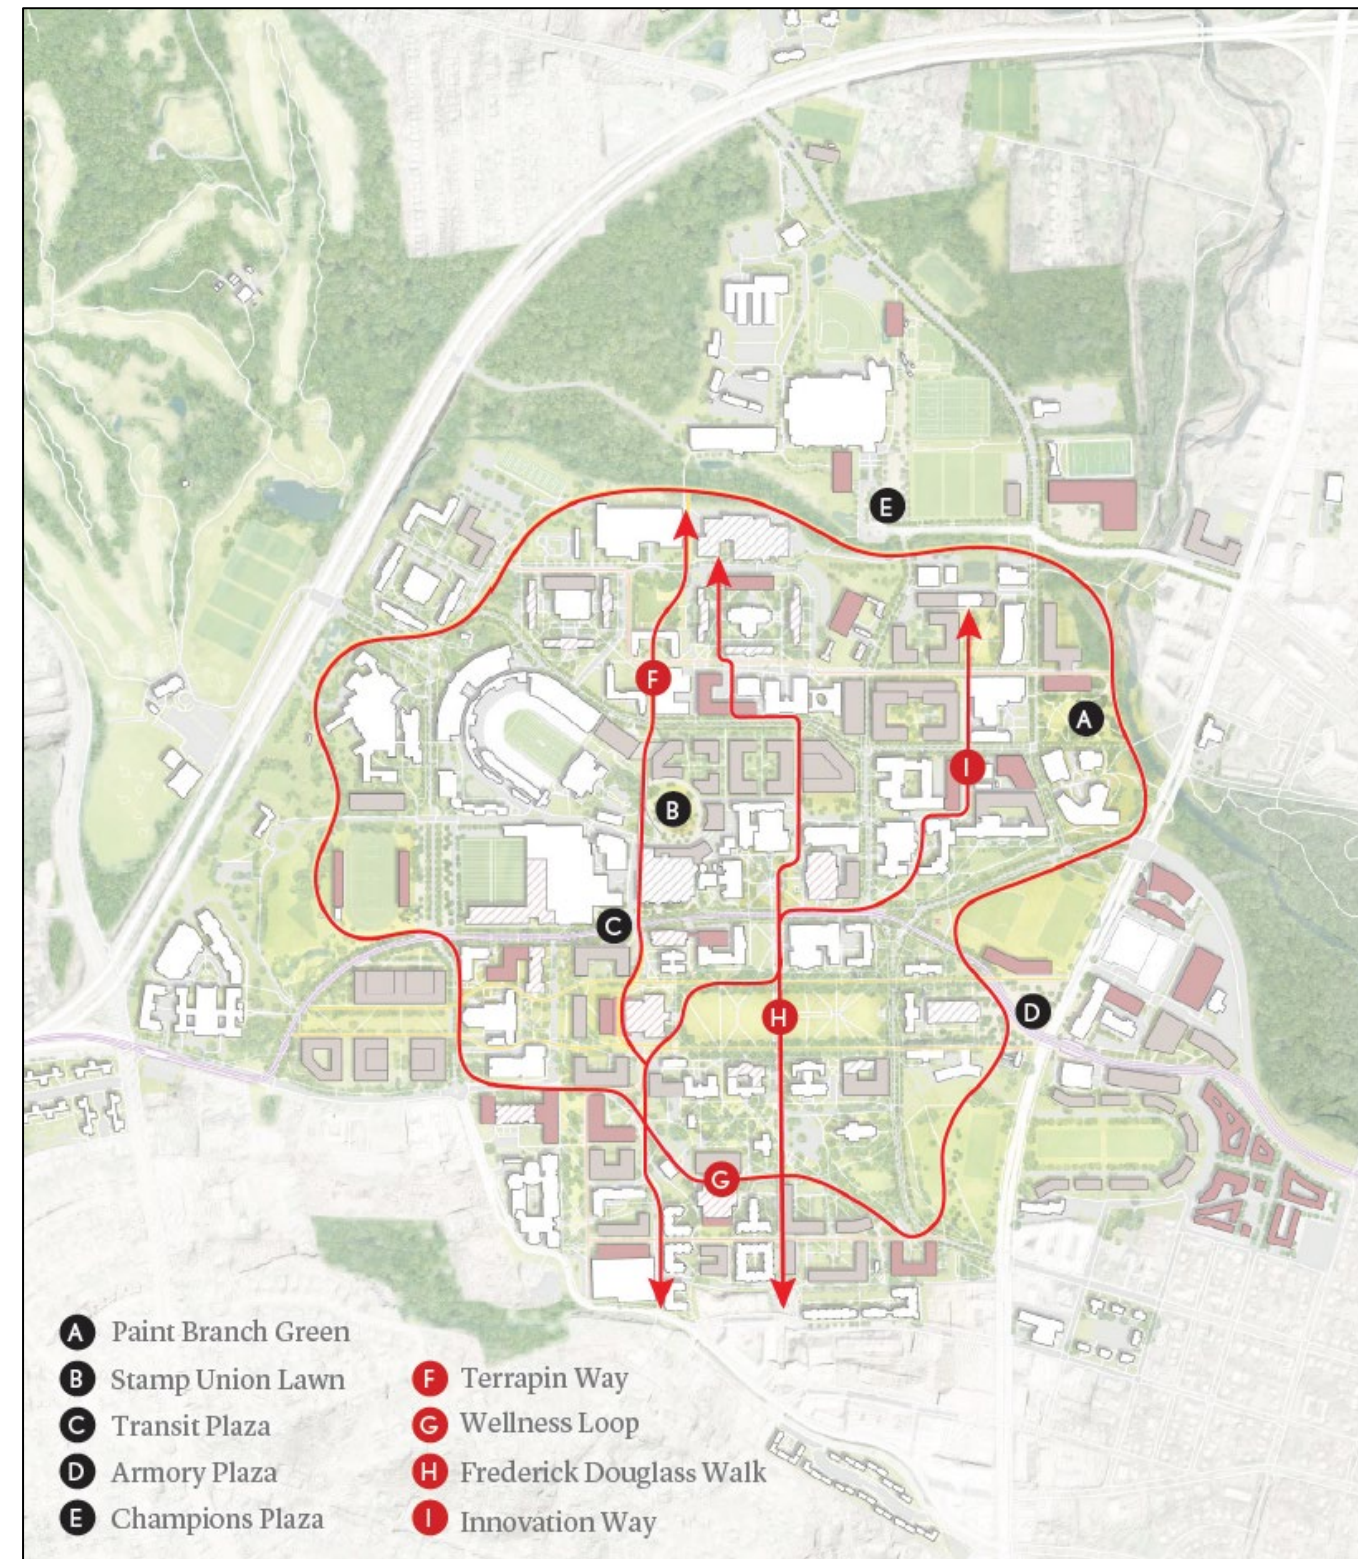 E
F
A
I
B
C
D
H
G
A Paint Branch Green
B Stamp Union Lawn
C Transit Plaza
D Armory Plaza
E Champions Plaza
F Terrapin Way
G Wellness Loop
H Frederick Douglass Walk
I Innovation Way